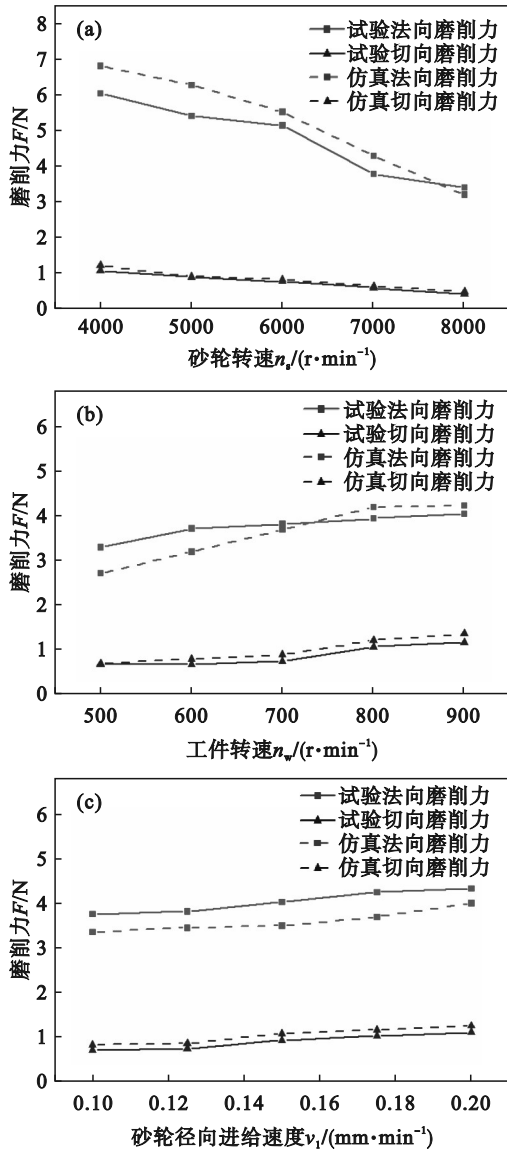 (a)
试验法向磨削力
试验切向磨削力
仿真法向磨削力
仿真切向磨削力
8
7
6
5
4
3
2
1
0
磨削力F/N
4000 5000 6000 7000 8000
砂轮转速nₛ/(r·min⁻¹)
(b)
试验法向磨削力
试验切向磨削力
仿真法向磨削力
仿真切向磨削力
6
5
4
3
2
1
0
磨削力F/N
500 600 700 800 900
工件转速n_w/(r·min⁻¹)
(c)
试验法向磨削力
试验切向磨削力
仿真法向磨削力
仿真切向磨削力
6
5
4
3
2
1
0
磨削力F/N
0.10 0.12 0.14 0.16 0.18 0.20
砂轮径向进给速度v₁/(mm·min⁻¹)